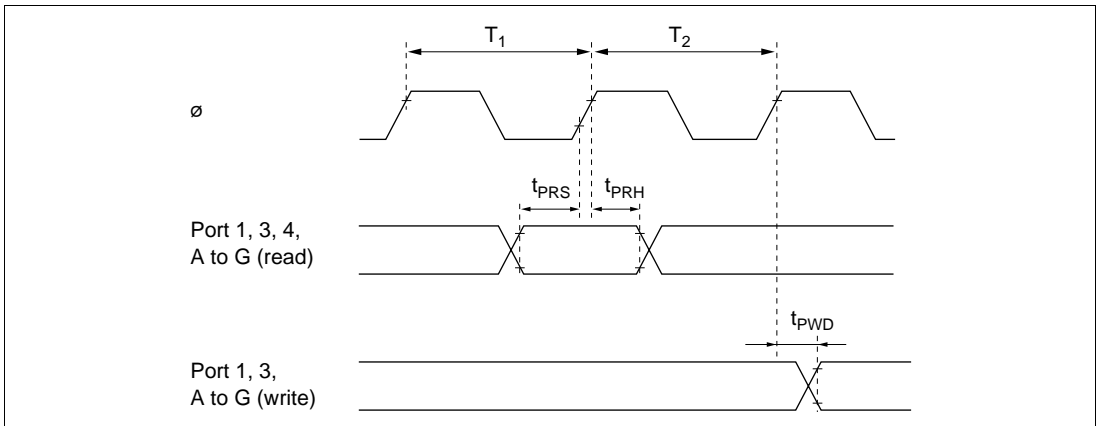 T1
T2
ø
tPRS
tPRH
Port 1, 3, 4,
A to G (read)
tPWD
Port 1, 3,
A to G (write)